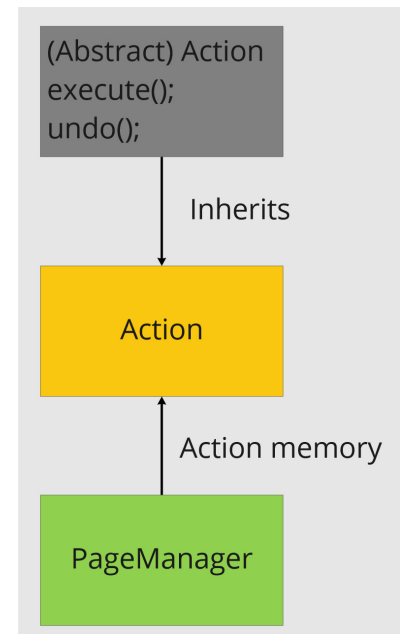 (Abstract) Action
execute();
undo();
Inherits
Action
Action memory
PageManager